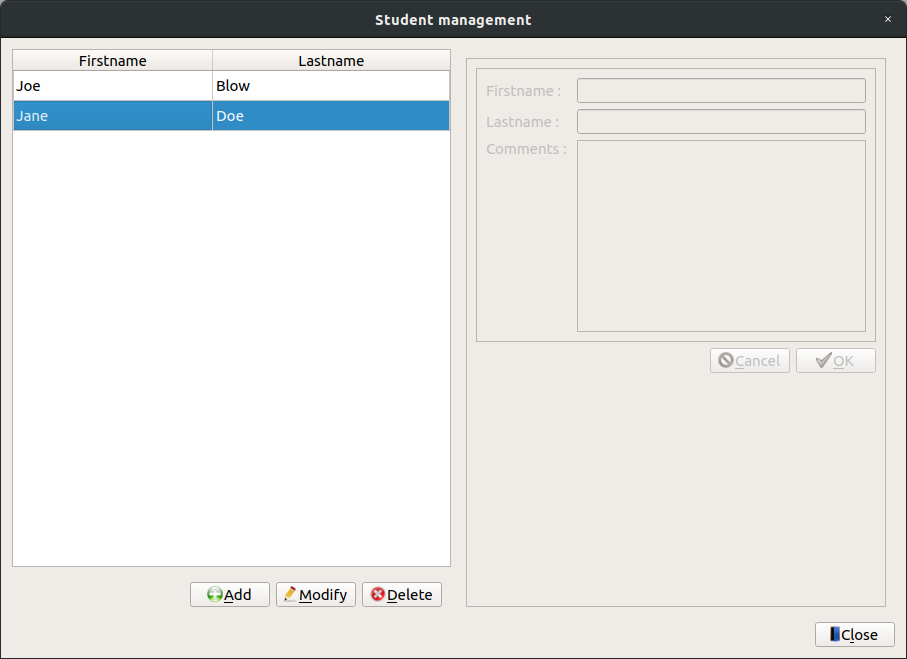 Student management
×
Firstname
Lastname
Joe
Blow
Jane
Doe
Add
Modify
Delete
Firstname :
Lastname :
Comments :
Cancel
OK
Close